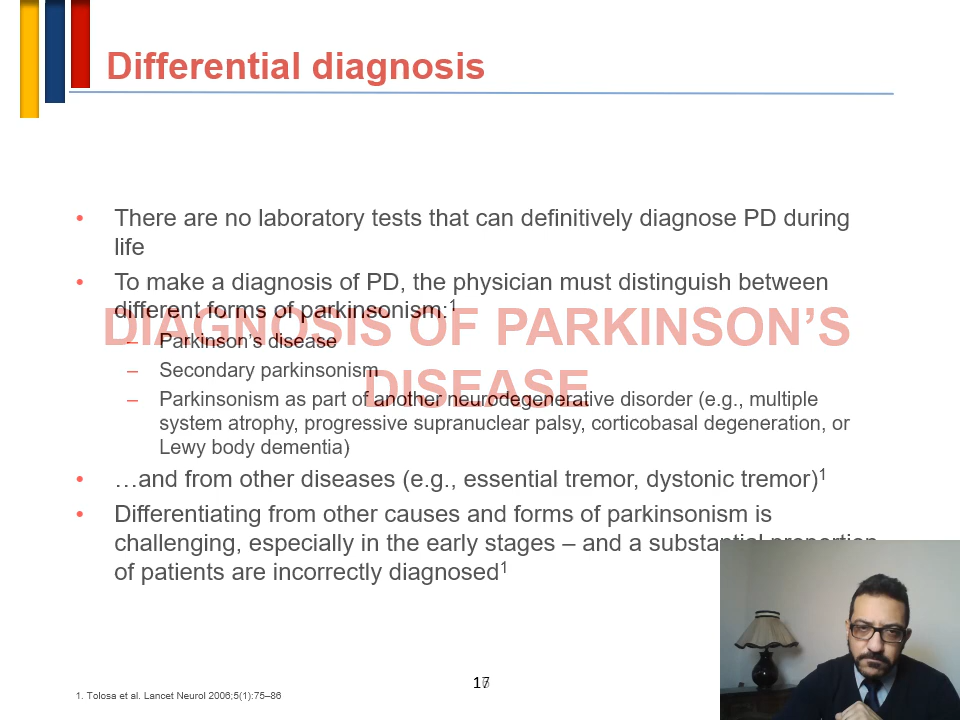 Differential diagnosis
• There are no laboratory tests that can definitively diagnose PD during
life
• To make a diagnosis of PD, the physician must distinguish between
different forms of parkinsonism:1
DIAGNOSIS OF PARKINSON’S
DISEASE
– Parkinson’s disease
– Secondary parkinsonism
– Parkinsonism as part of another neurodegenerative disorder (e.g., multiple
system atrophy, progressive supranuclear palsy, corticobasal degeneration, or
Lewy body dementia)
• …and from other diseases (e.g., essential tremor, dystonic tremor)1
• Differentiating from other causes and forms of parkinsonism is
challenging, especially in the early stages – and a substantial proportion
of patients are incorrectly diagnosed1
1. Tolosa et al. Lancet Neurol 2006;5(1):75–86